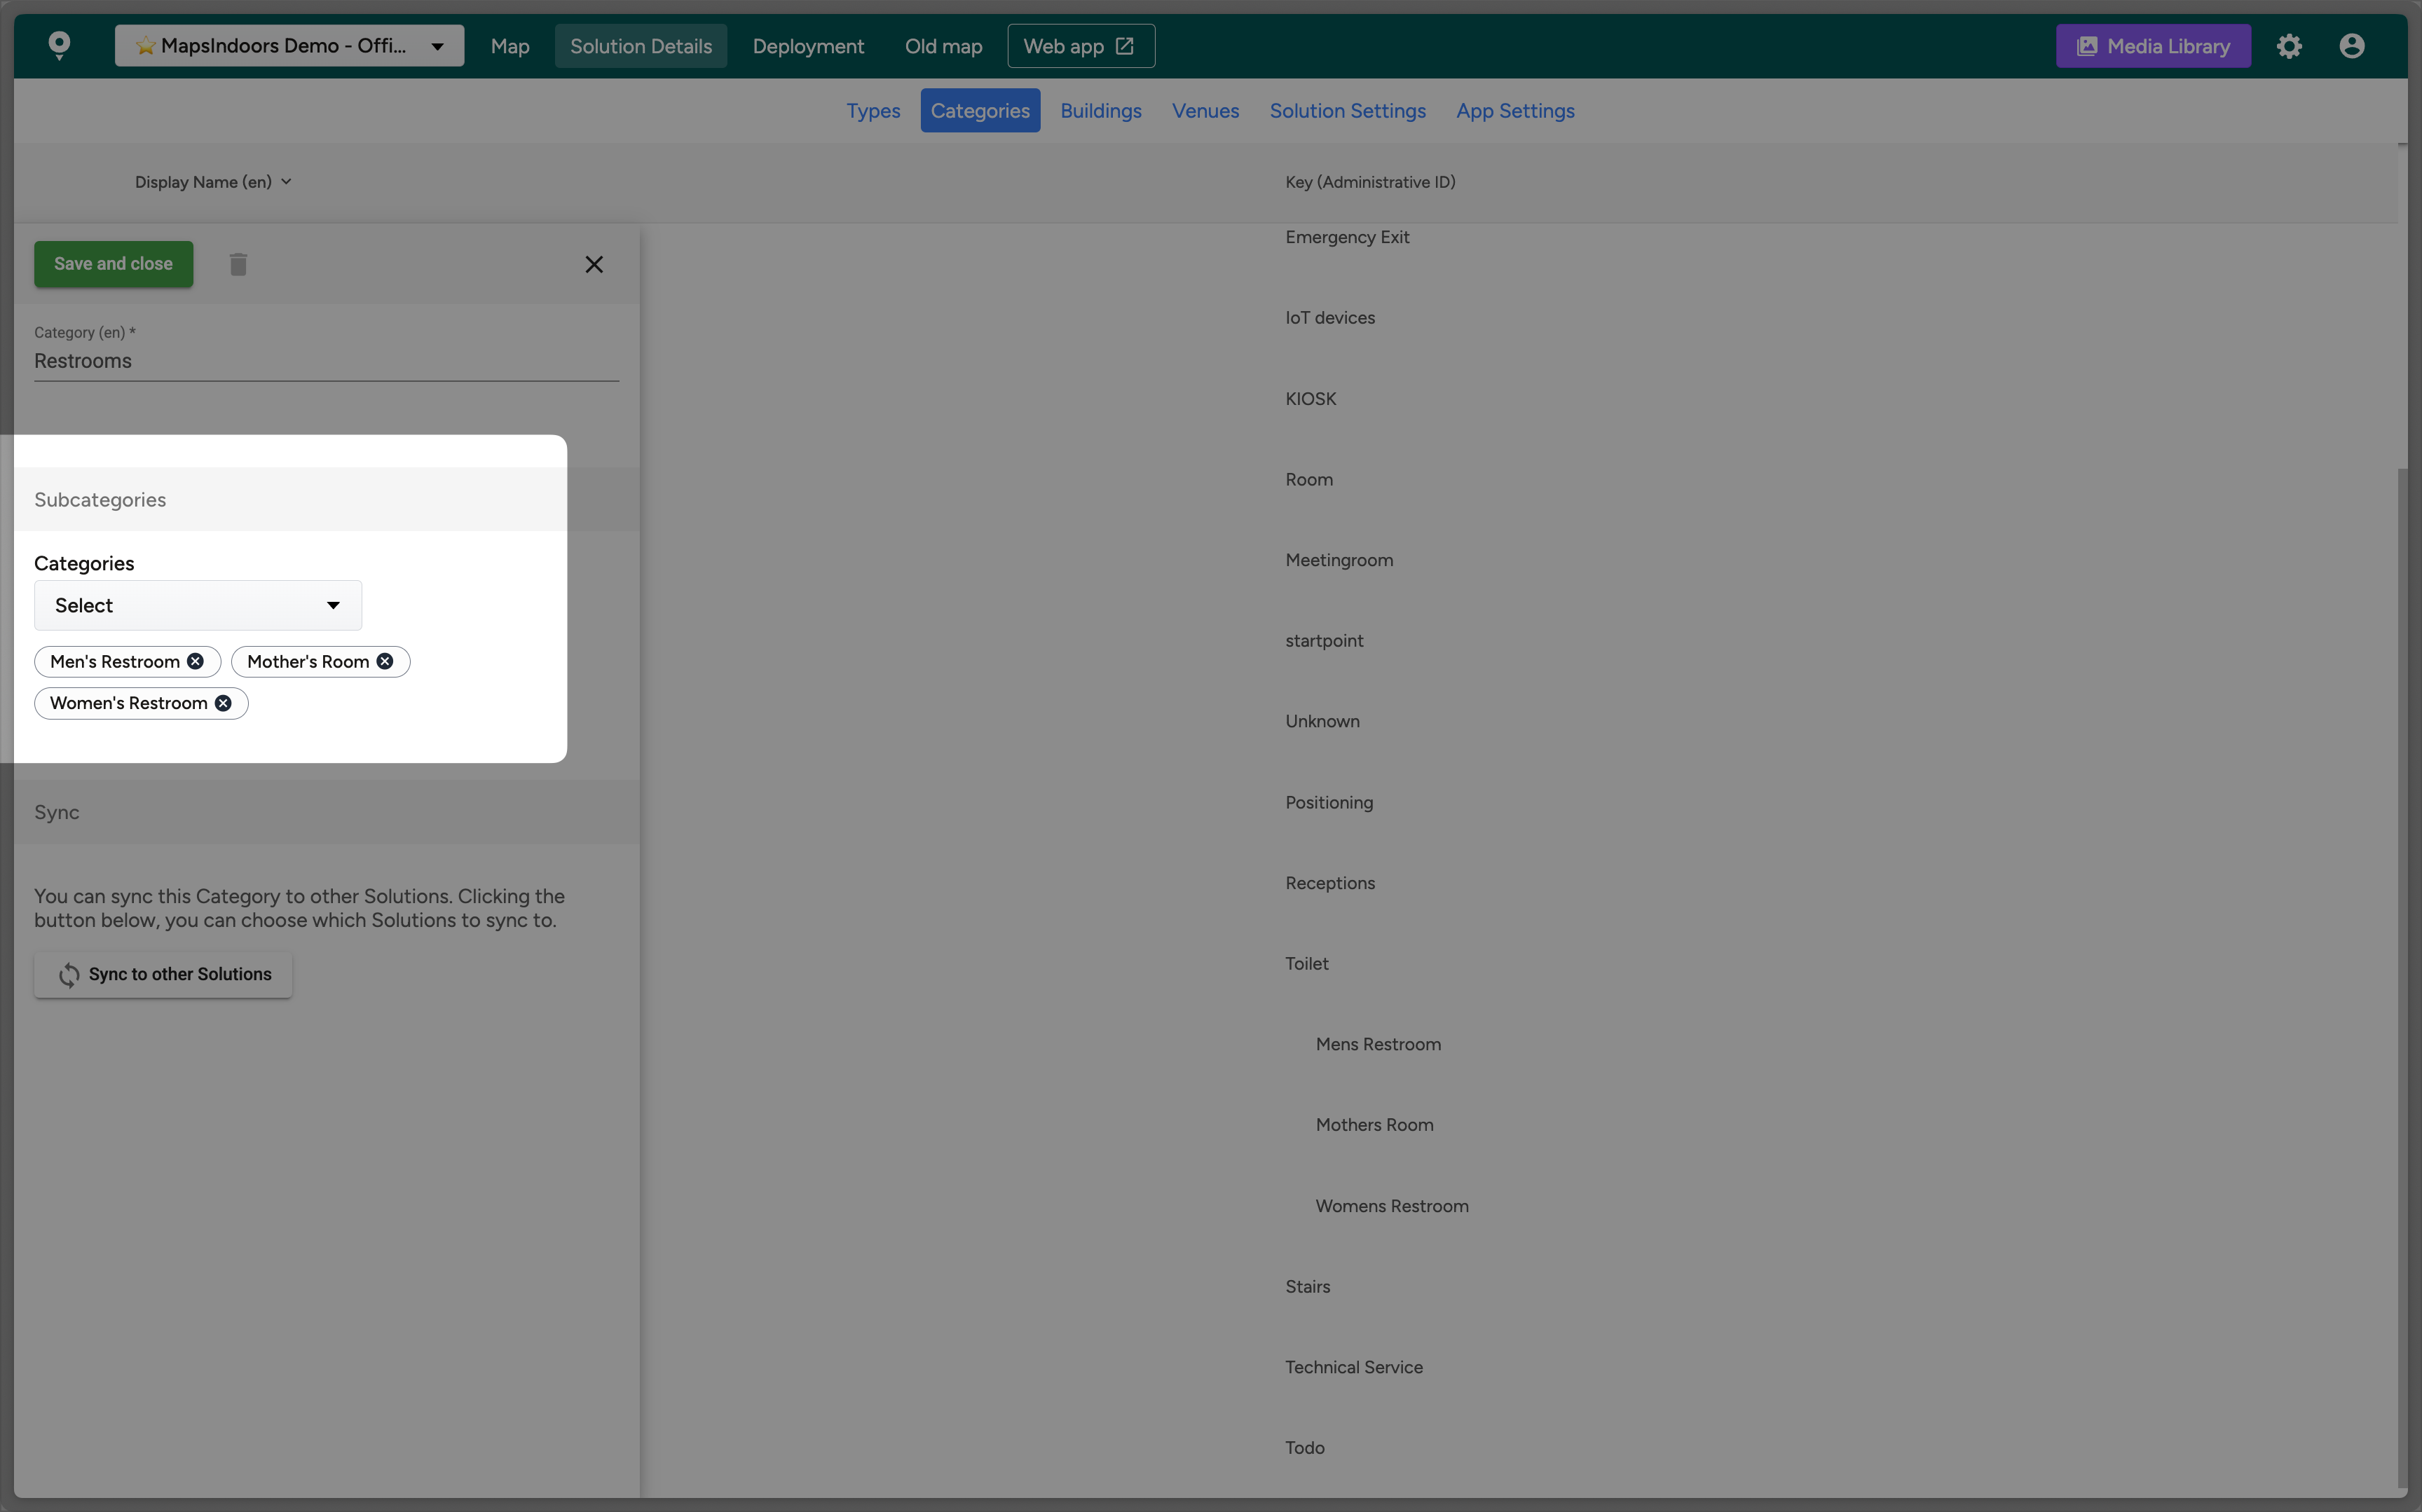 ⭐ MapsIndoors Demo - Offi... Map Solution Details Deployment Old map Web app Media Library
Types Categories Buildings Venues Solution Settings App Settings
Display Name (en) Key (Administrative ID)
Save and close
Category (en) *
Restrooms
Subcategories
Categories
Select
Men's Restroom Mother's Room
Women's Restroom
Sync
You can sync this Category to other Solutions. Clicking the
button below, you can choose which Solutions to sync to.
Sync to other Solutions
Emergency Exit
IoT devices
KIOSK
Room
Meetingroom
startpoint
Unknown
Positioning
Receptions
Toilet
Mens Restroom
Mothers Room
Womens Restroom
Stairs
Technical Service
Todo